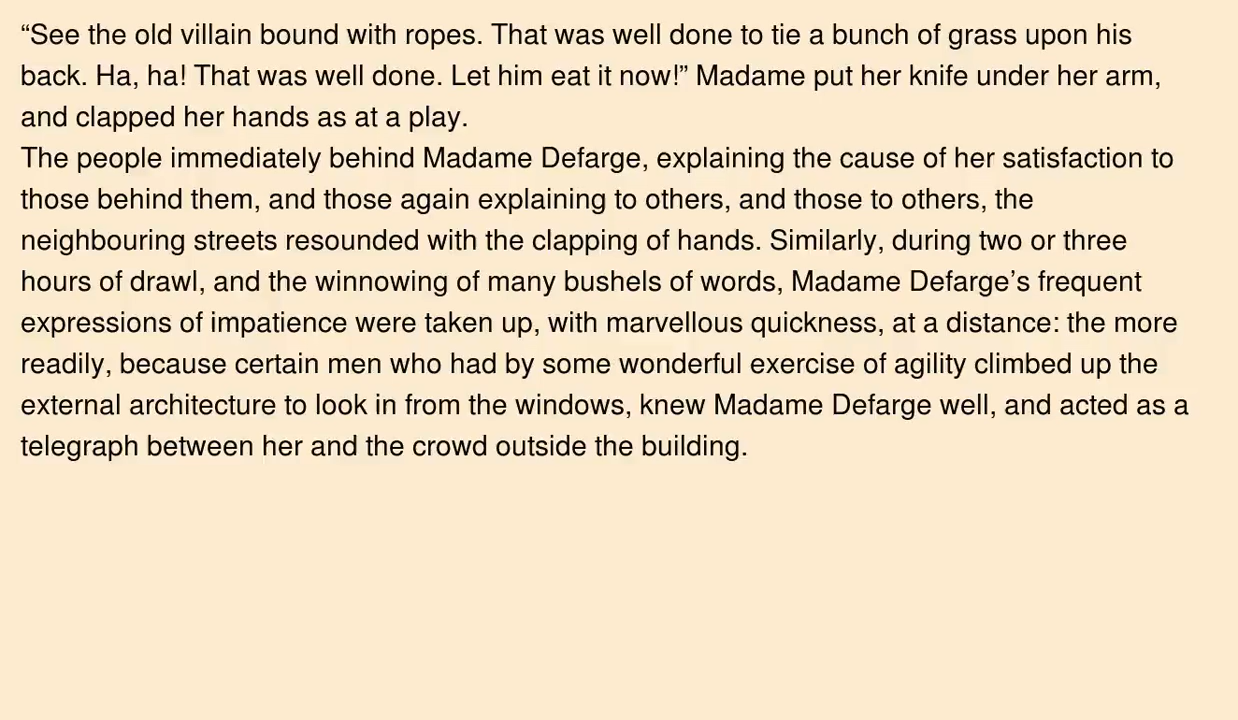 “See the old villain bound with ropes. That was well done to tie a bunch of grass upon his
back. Ha, ha! That was well done. Let him eat it now!” Madame put her knife under her arm,
and clapped her hands as at a play.
The people immediately behind Madame Defarge, explaining the cause of her satisfaction to
those behind them, and those again explaining to others, and those to others, the
neighbouring streets resounded with the clapping of hands. Similarly, during two or three
hours of drawl, and the winnowing of many bushels of words, Madame Defarge’s frequent
expressions of impatience were taken up, with marvellous quickness, at a distance: the more
readily, because certain men who had by some wonderful exercise of agility climbed up the
external architecture to look in from the windows, knew Madame Defarge well, and acted as a
telegraph between her and the crowd outside the building.